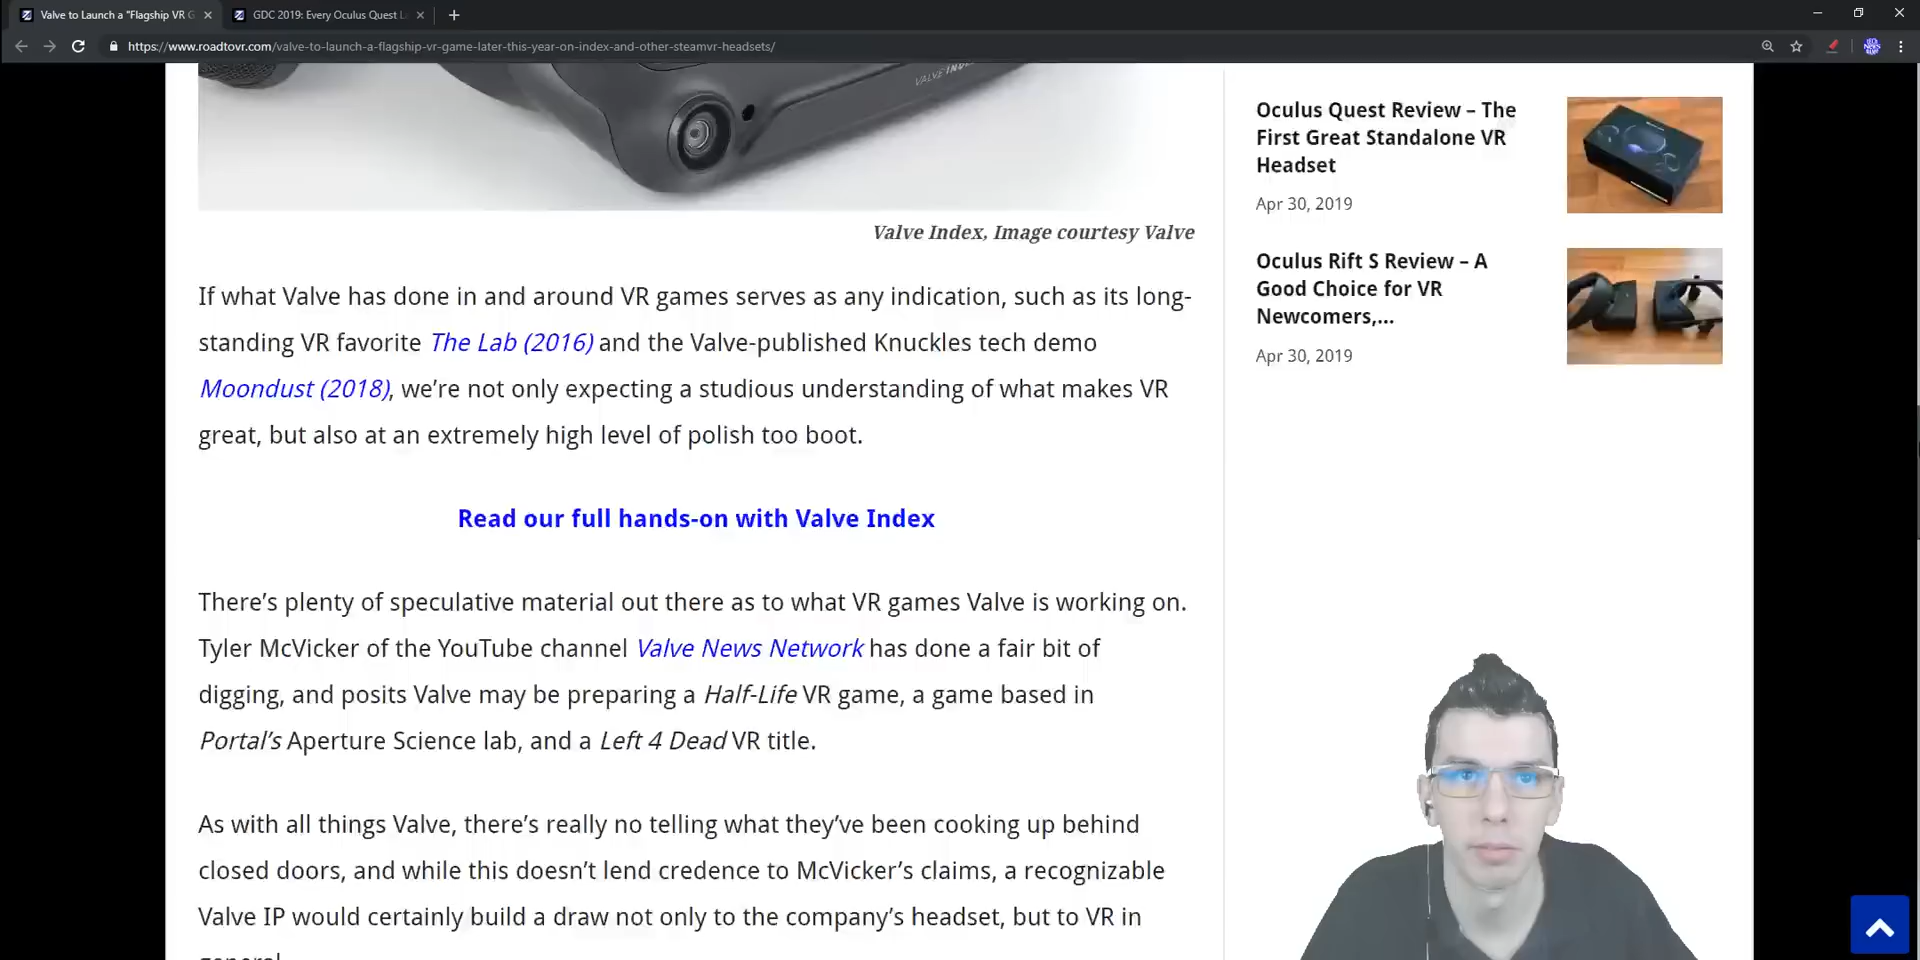 Valve to Launch a "Flagship VR G
GDC 2019: Every Oculus Quest L
https://www.roadtovr.com/valve-to-launch-a-flagship-vr-game-later-this-year-on-index-and-other-steamvr-headsets/
VALVE INDEX
Valve Index, Image courtesy Valve
If what Valve has done in and around VR games serves as any indication, such as its long-
standing VR favorite The Lab (2016) and the Valve-published Knuckles tech demo
Moondust (2018), we’re not only expecting a studious understanding of what makes VR
great, but also at an extremely high level of polish too boot.
Read our full hands-on with Valve Index
There’s plenty of speculative material out there as to what VR games Valve is working on.
Tyler McVicker of the YouTube channel Valve News Network has done a fair bit of
digging, and posits Valve may be preparing a Half-Life VR game, a game based in
Portal’s Aperture Science lab, and a Left 4 Dead VR title.
As with all things Valve, there’s really no telling what they’ve been cooking up behind
closed doors, and while this doesn’t lend credence to McVicker’s claims, a recognizable
Valve IP would certainly build a draw not only to the company’s headset, but to VR in
general
Oculus Quest Review – The
First Great Standalone VR
Headset
Apr 30, 2019
Oculus Rift S Review – A
Good Choice for VR
Newcomers,...
Apr 30, 2019